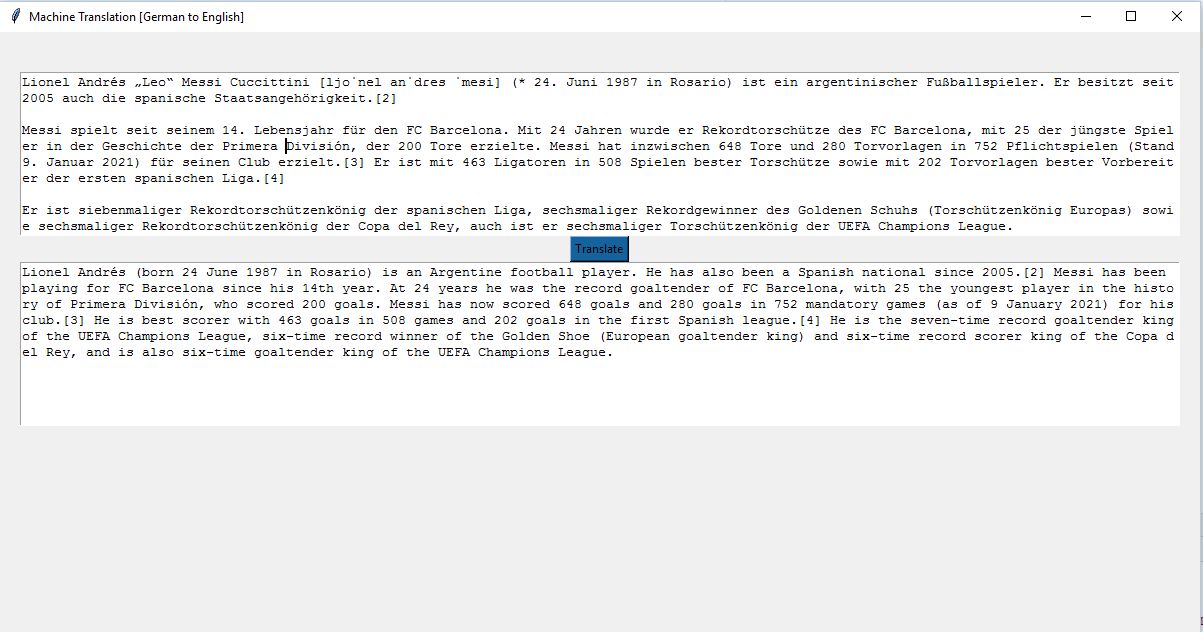 Machine Translation [German to English]
Lionel Andrés „Leo“ Messi Cuccittini [ljoˈnel anˈdɾes ˈmesi] (* 24. Juni 1987 in Rosario) ist ein argentinischer Fußballspieler. Er besitzt seit
2005 auch die spanische Staatsangehörigkeit.[2]
Messi spielt seit seinem 14. Lebensjahr für den FC Barcelona. Mit 24 Jahren wurde er Rekordtorschütze des FC Barcelona, mit 25 der jüngste Spiel
er in der Geschichte der Primera División, der 200 Tore erzielte. Messi hat inzwischen 648 Tore und 280 Torvorlagen in 752 Pflichtspielen (Stand
9. Januar 2021) für seinen Club erzielt.[3] Er ist mit 463 Ligatoren in 508 Spielen bester Torschütze sowie mit 202 Torvorlagen bester Vorbereit
er der ersten spanischen Liga.[4]
Er ist siebenmaliger Rekordtorschützenkönig der spanischen Liga, sechsmaliger Rekordgewinner des Goldenen Schuhs (Torschützenkönig Europas) sowi
e sechsmaliger Rekordtorschützenkönig der Copa del Rey, auch ist er sechsmaliger Torschützenkönig der UEFA Champions League.
Translate
Lionel Andrés (born 24 June 1987 in Rosario) is an Argentine football player. He has also been a Spanish national since 2005.[2] Messi has been
playing for FC Barcelona since his 14th year. At 24 years he was the record goaltender of FC Barcelona, with 25 the youngest player in the histo
ry of Primera División, who scored 200 goals. Messi has now scored 648 goals and 280 goals in 752 mandatory games (as of 9 January 2021) for his
club.[3] He is best scorer with 463 goals in 508 games and 202 goals in the first Spanish league.[4] He is the seven-time record goaltender king
of the UEFA Champions League, six-time record winner of the Golden Shoe (European goaltender king) and six-time record scorer king of the Copa d
el Rey, and is also six-time goaltender king of the UEFA Champions League.